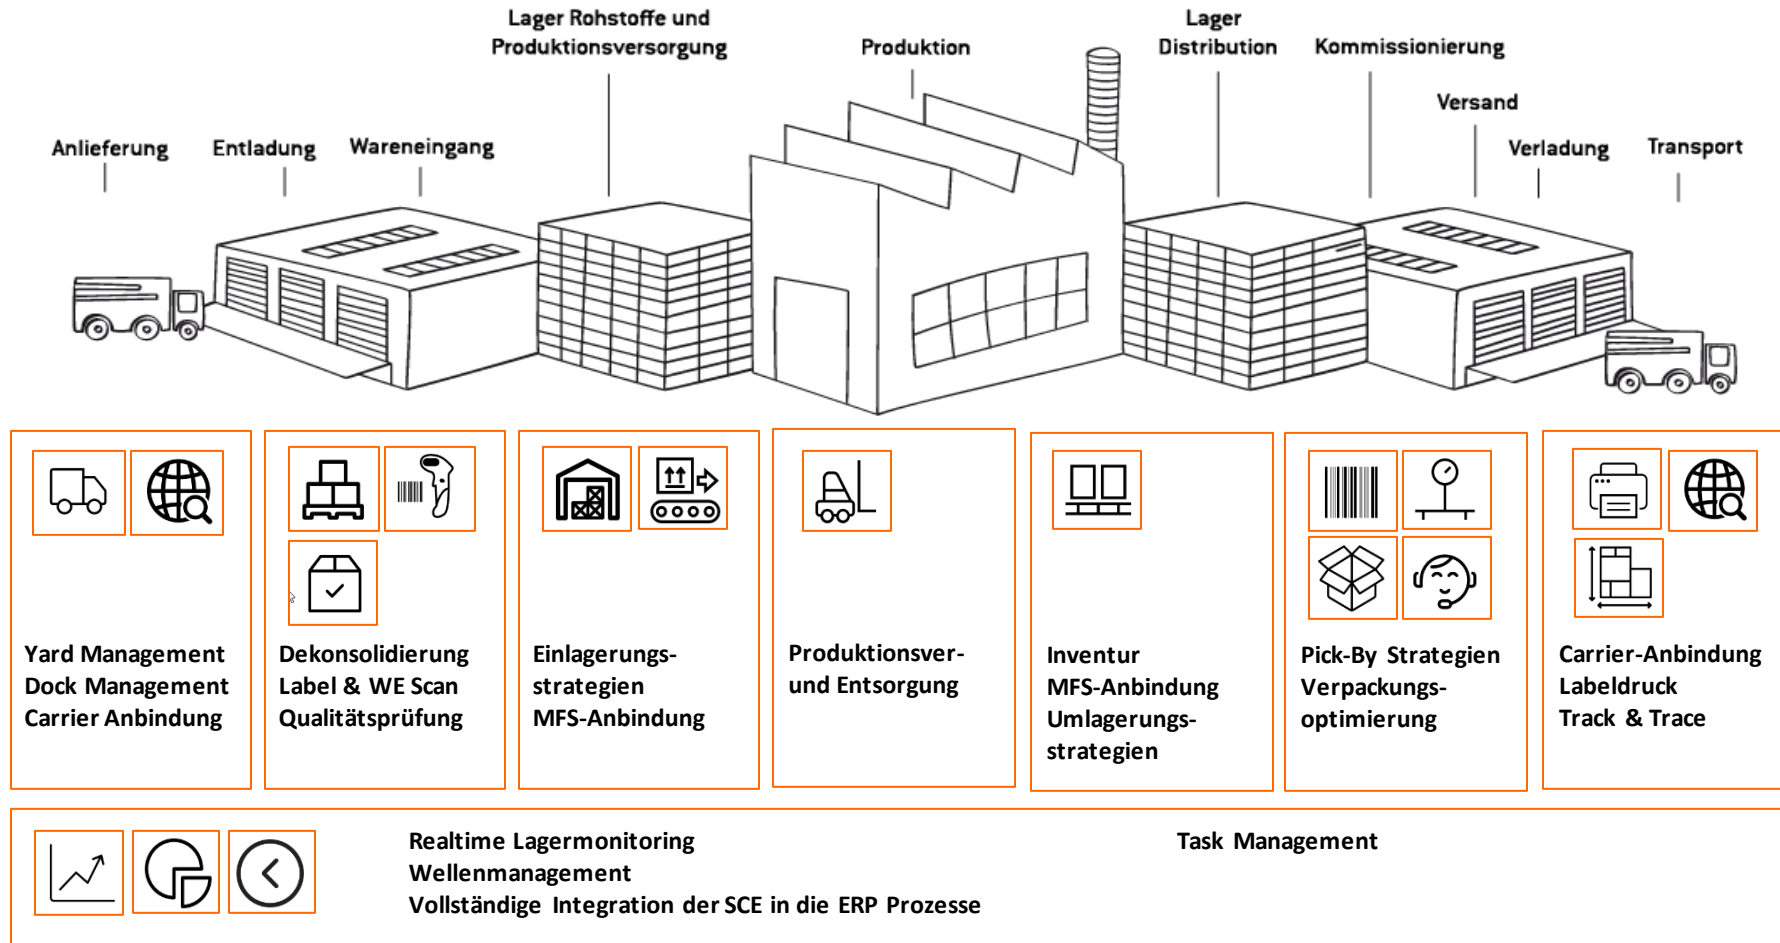 Lager Rohstoffe und
Produktionsversorgung
Produktion
Lager
Distribution
Kommissionierung
Versand
Anlieferung
Entladung
Wareneingang
Verladung
Transport
Yard Management
Dock Management
Carrier Anbindung
Dekonsolidierung
Label & WE Scan
Qualitätsprüfung
Einlagerungs-
strategien
MFS-Anbindung
Produktionsver-
und Entsorgung
Inventur
MFS-Anbindung
Umlagerungs-
strategien
Pick-By Strategien
Verpackungs-
optimierung
Carrier-Anbindung
Labeldruck
Track & Trace
Realtime Lagermonitoring
Wellenmanagement
Vollständige Integration der SCE in die ERP Prozesse
Task Management